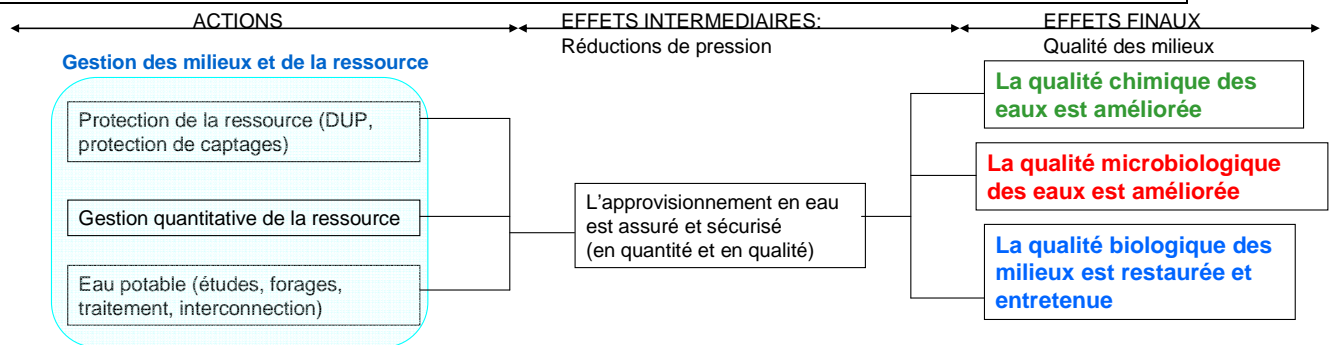 ACTIONS
EFFETS INTERMEDIAIRES:
Réductions de pression
EFFETS FINAUX
Qualité des milieux
Gestion des milieux et de la ressource
Protection de la ressource (DUP,
protection de captages)
Gestion quantitative de la ressource
Eau potable (études, forages,
traitement, interconnection)
L'approvisionnement en eau
est assuré et sécurisé
(en quantité et en qualité)
La qualité chimique des
eaux est améliorée
La qualité microbiologique
des eaux est améliorée
La qualité biologique des
milieux est restaurée et
entretenue